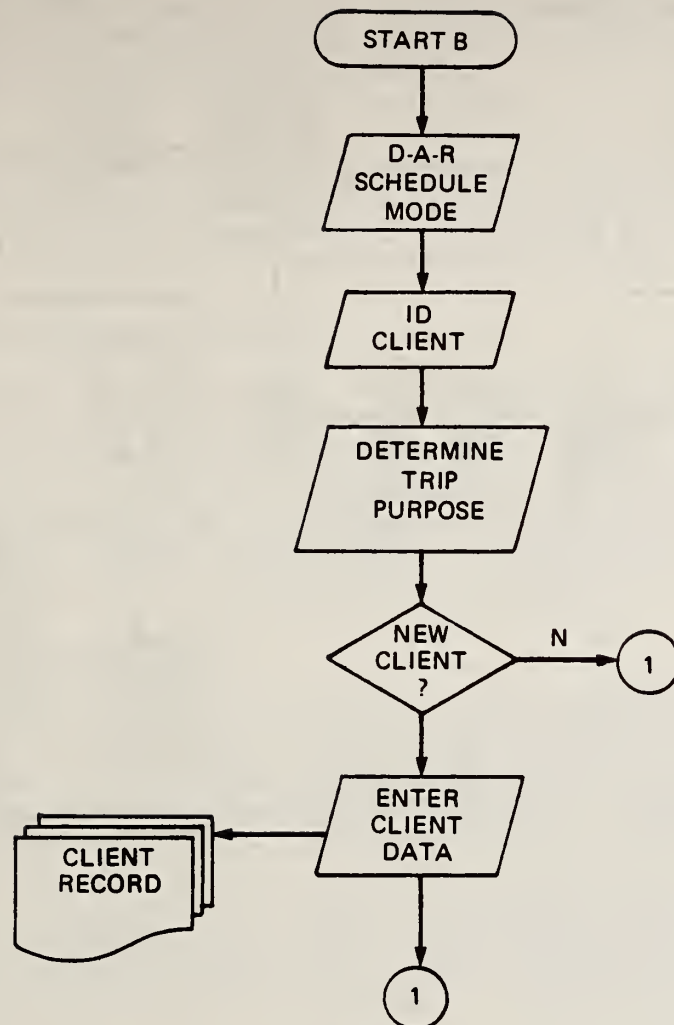 START B
D-A-R
SCHEDULE
MODE
ID
CLIENT
DETERMINE
TRIP
PURPOSE
NEW
CLIENT
?
N
1
ENTER
CLIENT
DATA
CLIENT
RECORD
1